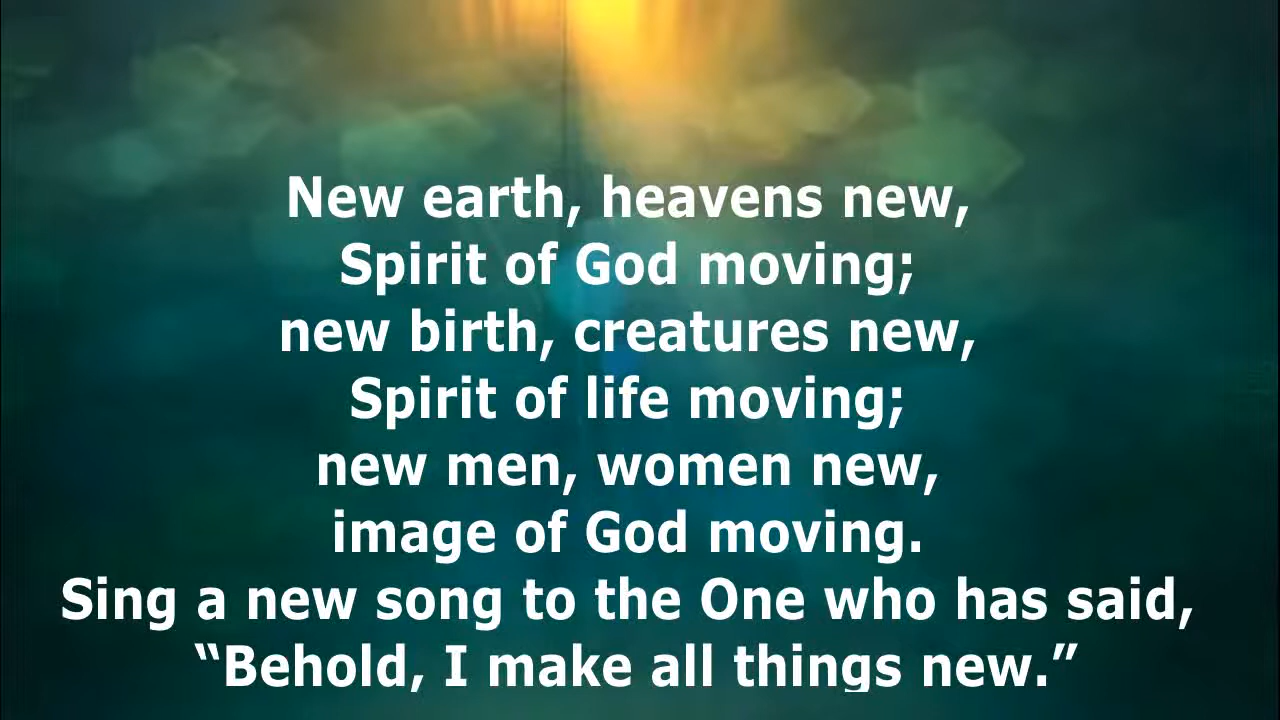 New earth, heavens new,
Spirit of God moving;
new birth, creatures new,
Spirit of life moving;
new men, women new,
image of God moving.
Sing a new song to the One who has said,
“Behold, I make all things new.”